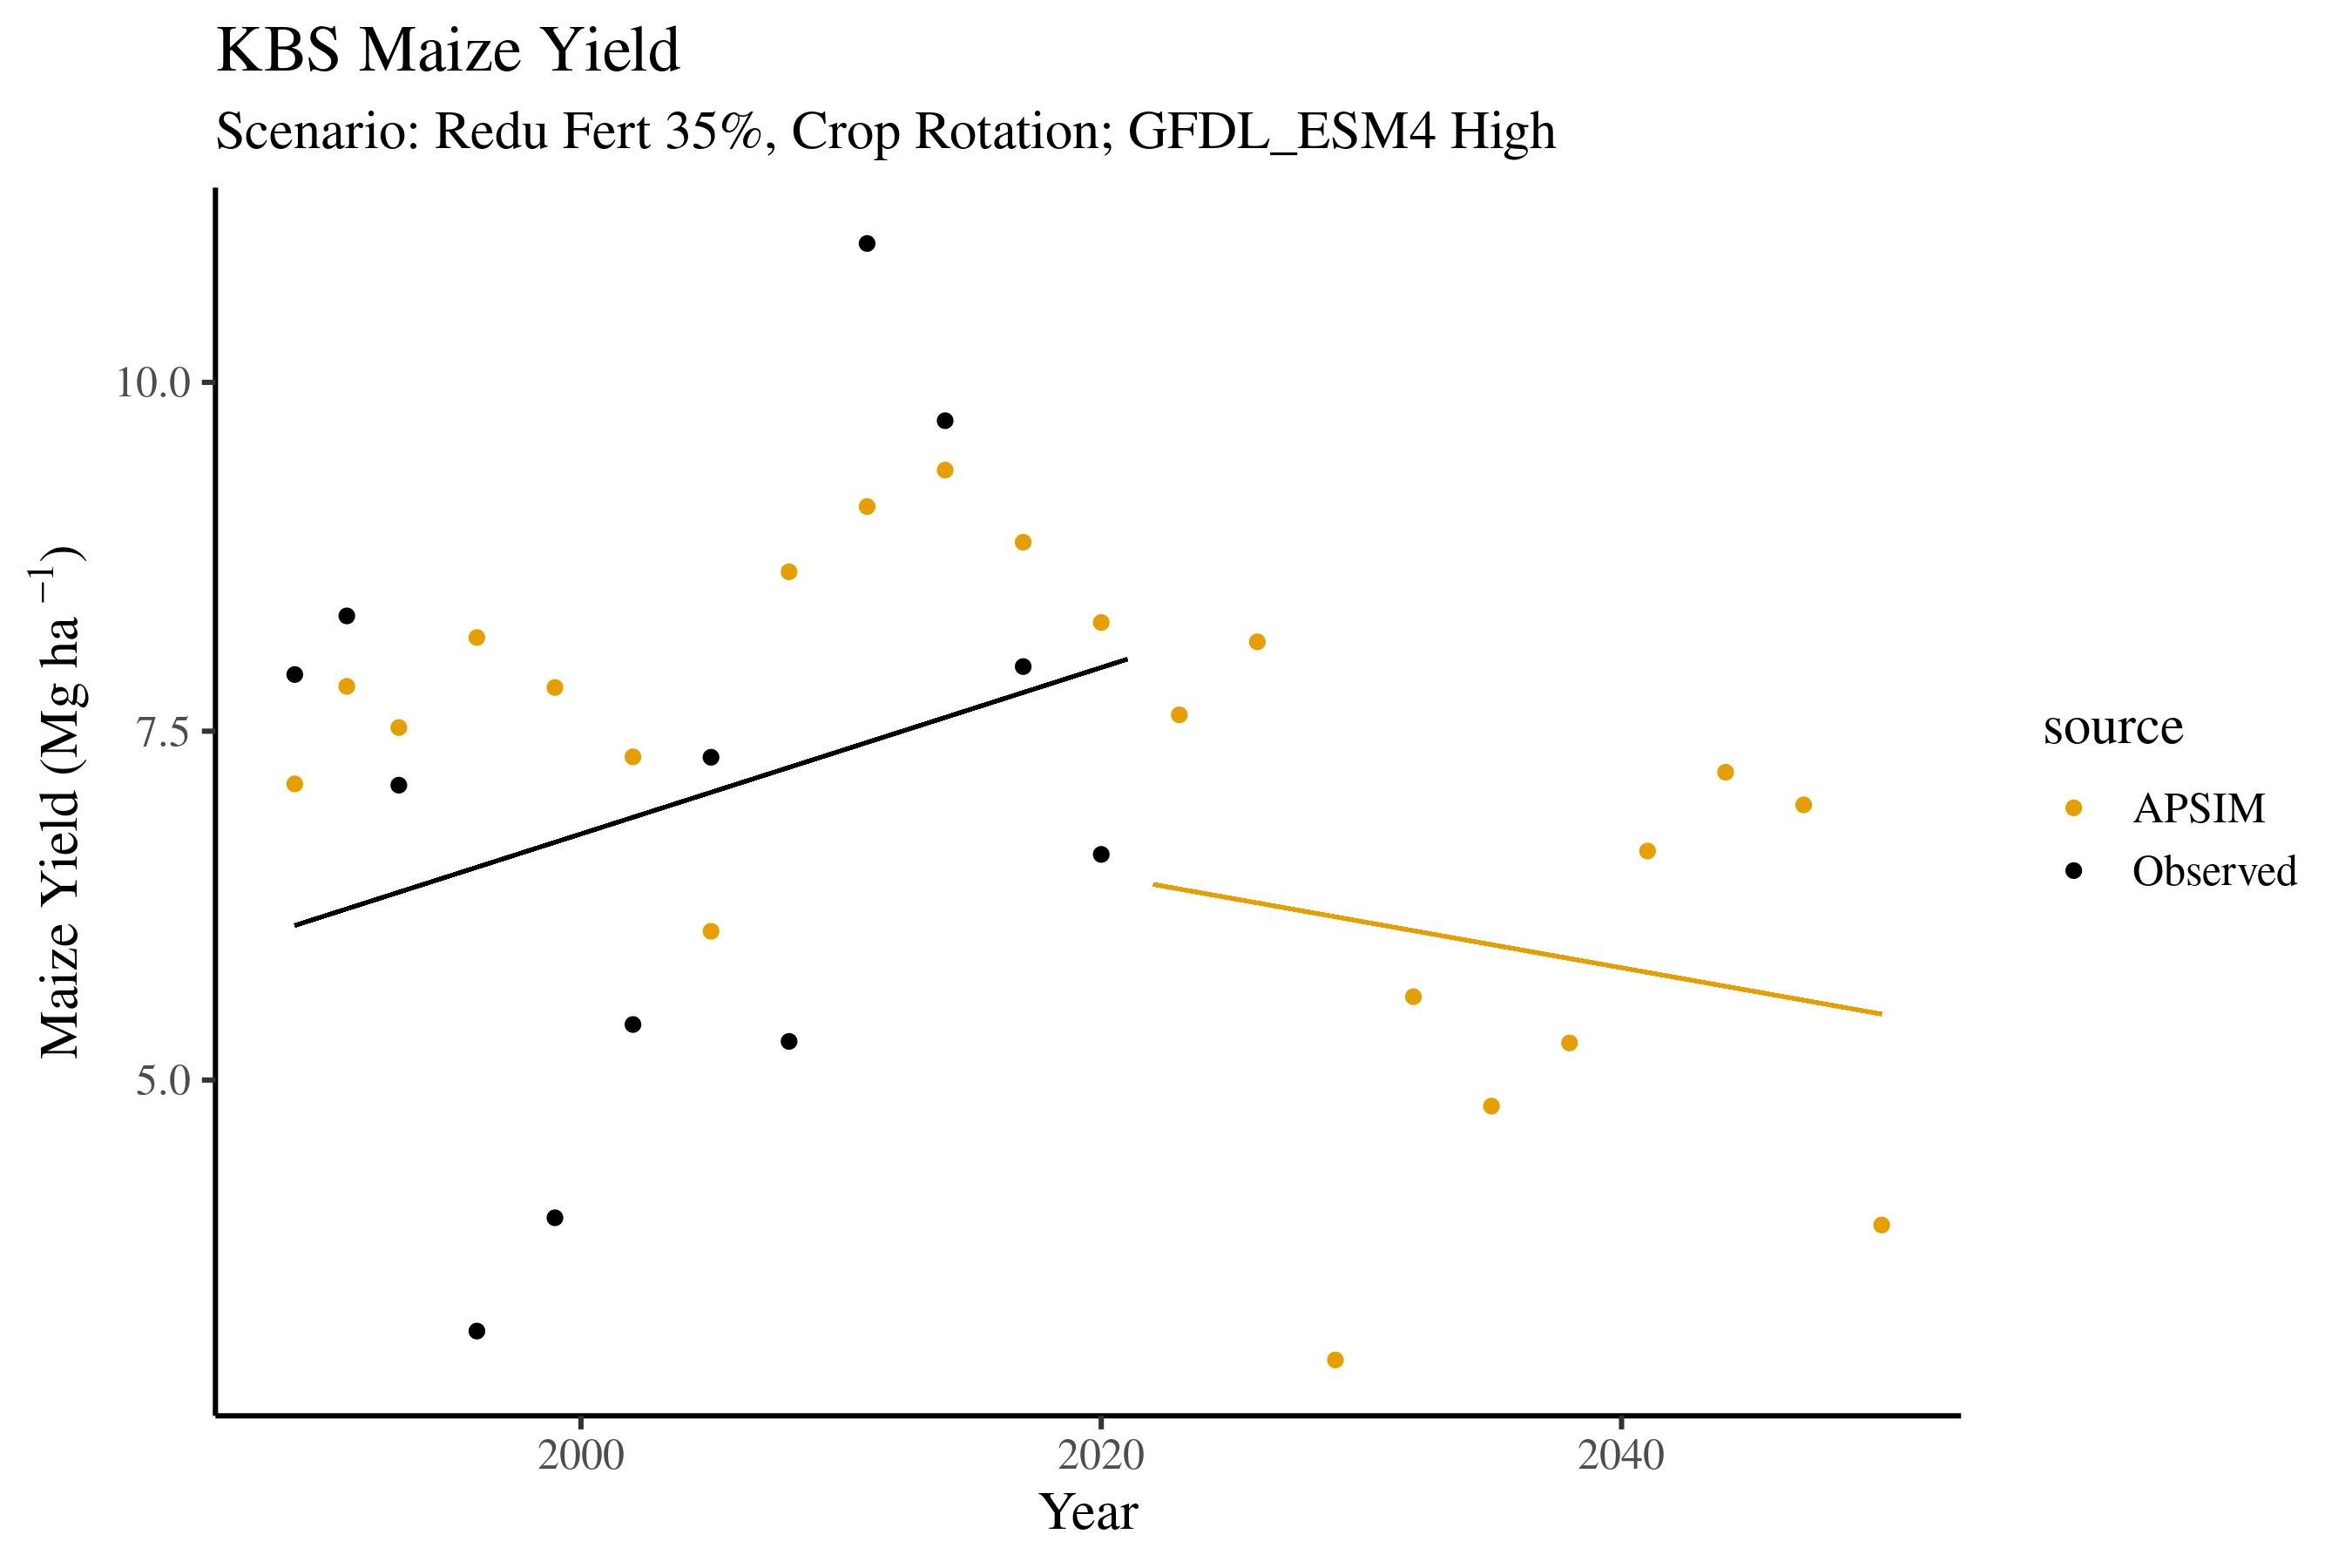 KBS Maize Yield
Scenario: Redu Fert 35%, Crop Rotation; GFDL_ESM4 High
Maize Yield (Mg ha⁻¹)
10.0
7.5
5.0
2000
2020
2040
Year
source
APSIM
Observed